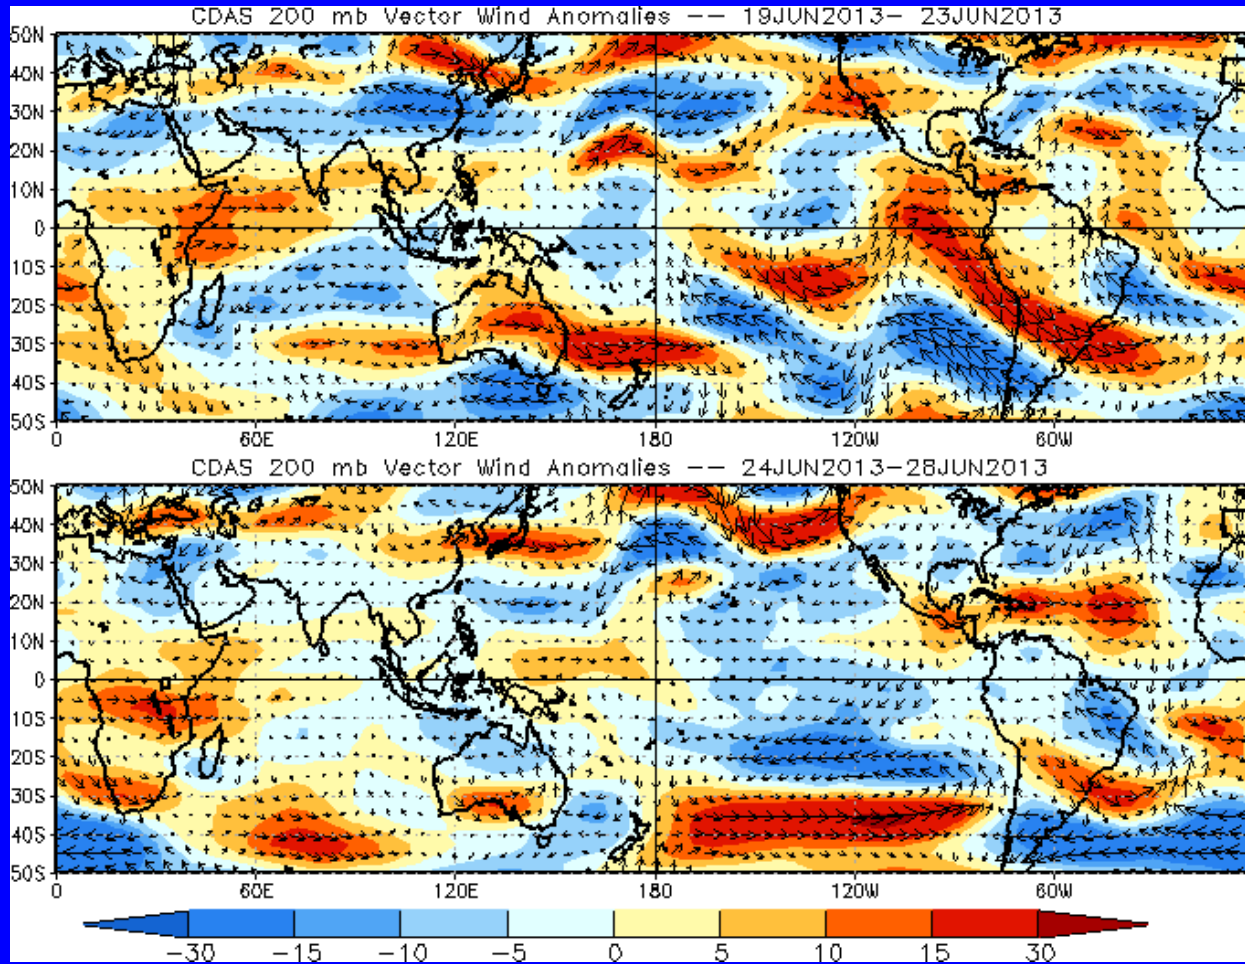 CDAS 200 mb Vector Wind Anomalies -- 19JUN2013- 23JUN2013
50N
40N
30N
20N
10N
0
10S
20S
30S
40S
50S
0 60E 120E 180 120W 60W
CDAS 200 mb Vector Wind Anomalies -- 24JUN2013-28JUN2013
50N
40N
30N
20N
10N
0
10S
20S
30S
40S
50S
0 60E 120E 180 120W 60W
-30 -15 -10 -5 0 5 10 15 30